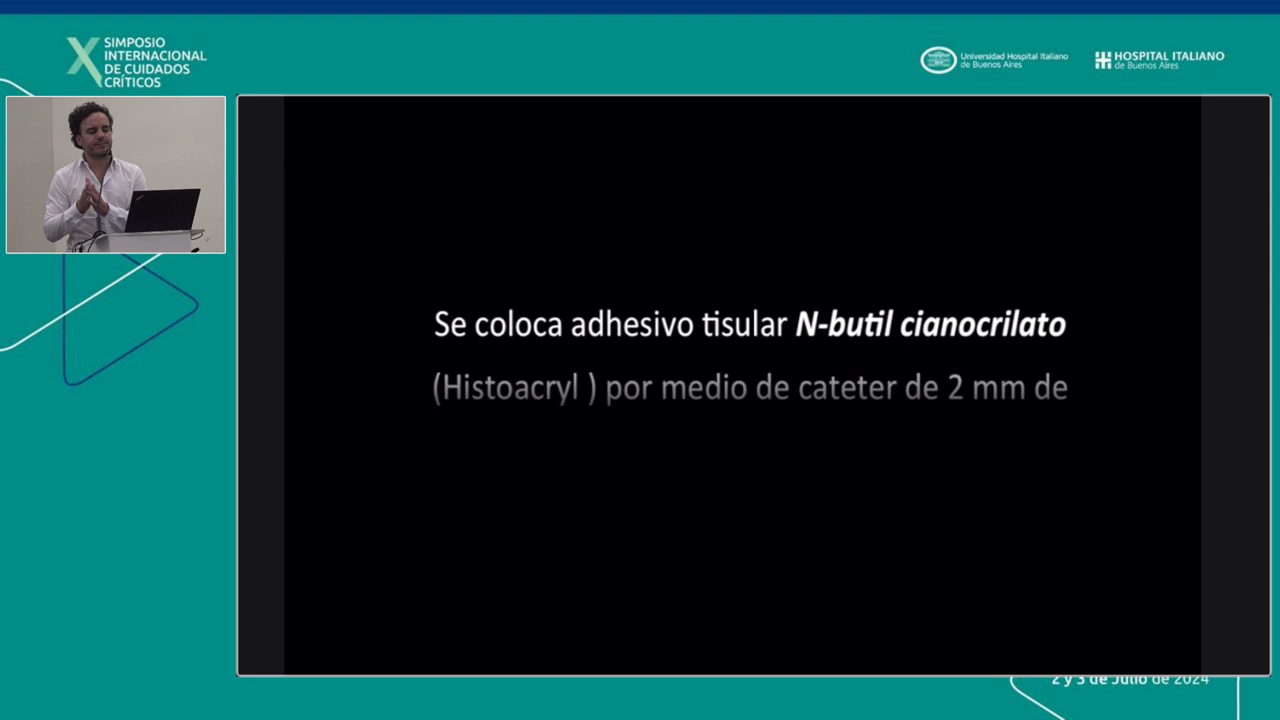 SIMPOSIO
INTERNACIONAL
DE CUIDADOS
CRÍTICOS
Universidad Hospital Italiano
de Buenos Aires
HOSPITAL ITALIANO
de Buenos Aires
Se coloca adhesivo tisular N-butil cianocrilato
(Histoacryl ) por medio de cateter de 2 mm de
2 y 3 de Julio de 2024